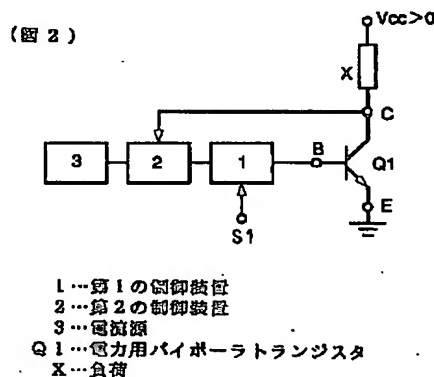 (図2)
Vcc>0
X
C
3
2
1
B
Q1
E
S1
1…第1の制御装置
2…第2の制御装置
3…電流源
Q1…電力用バイポーラトランジスタ
X…負荷